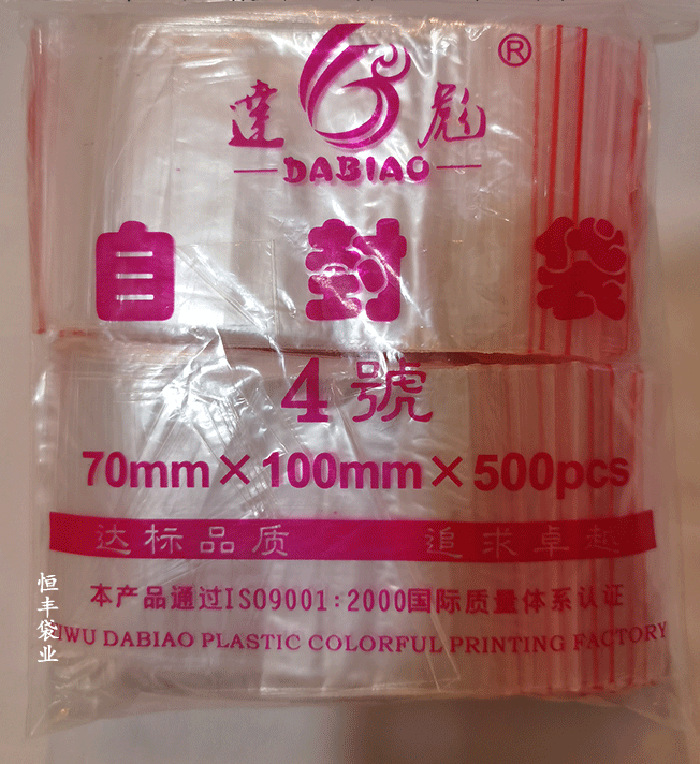 達彪®
DABIAO
自封袋
4號
70mm×100mm×500pcs
达标品质 追求卓越
本产品通过ISO9001:2000国际质量体系认证
YIWU DABIAO PLASTIC COLORFUL PRINTING FACTORY
恒丰袋业